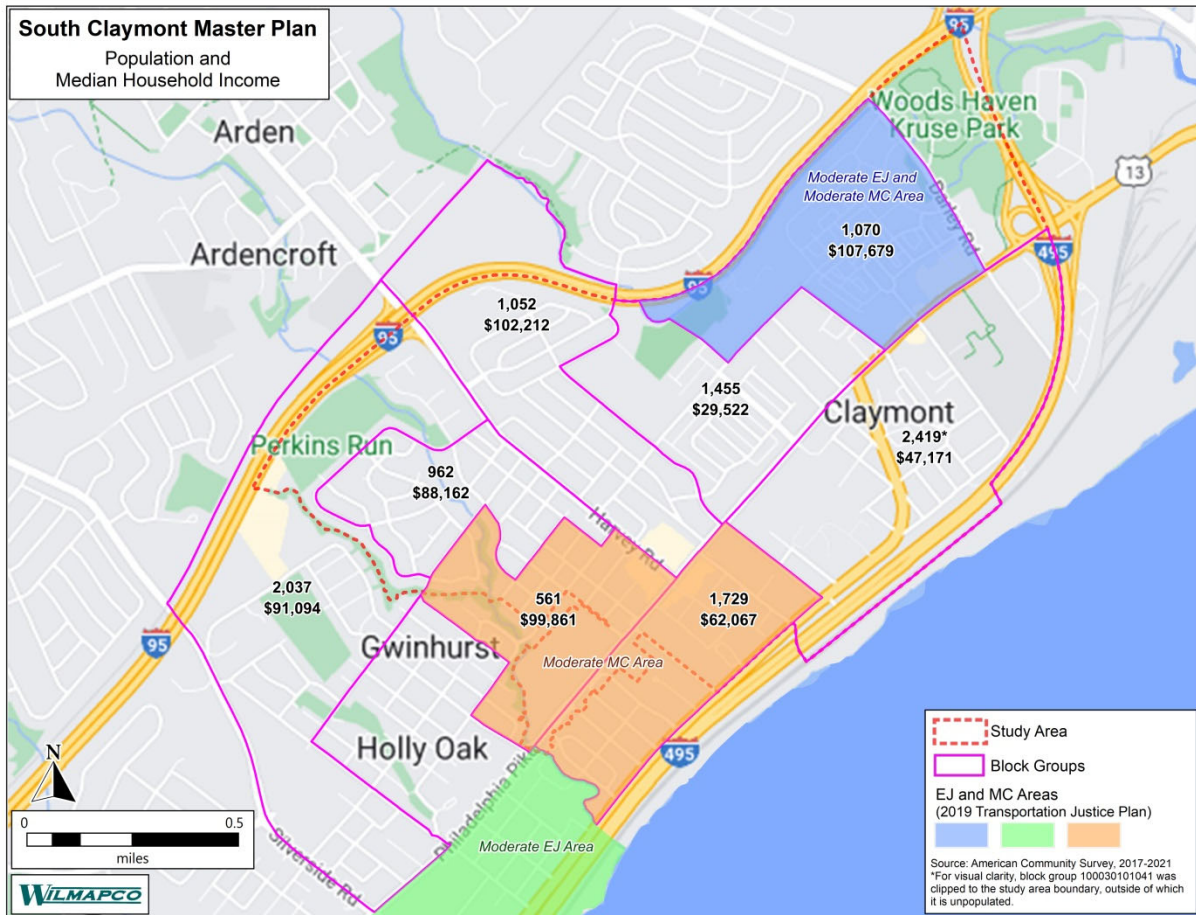 South Claymont Master Plan
Population and
Median Household Income
95
Woods Haven
Kruse Park
Arden
13
Moderate EJ and
Moderate MC Area
Darley Rd
1,070
$107,679
495
Ardencroft
95
1,052
$102,212
95
1,455
$29,522
Claymont
2,419*
$47,171
Perkins Run
962
$88,162
Harvey Rd
2,037
$91,094
561
$99,861
1,729
$62,067
95
Gwinhurst
Moderate MC Area
Holly Oak
495
Philadelphia Pike
Moderate EJ Area
Silverside Rd
N
0 0.5
miles
WILMAPCO
Study Area
Block Groups
EJ and MC Areas
(2019 Transportation Justice Plan)
Source: American Community Survey, 2017-2021
*For visual clarity, block group 100030101041 was
clipped to the study area boundary, outside of which
it is unpopulated.